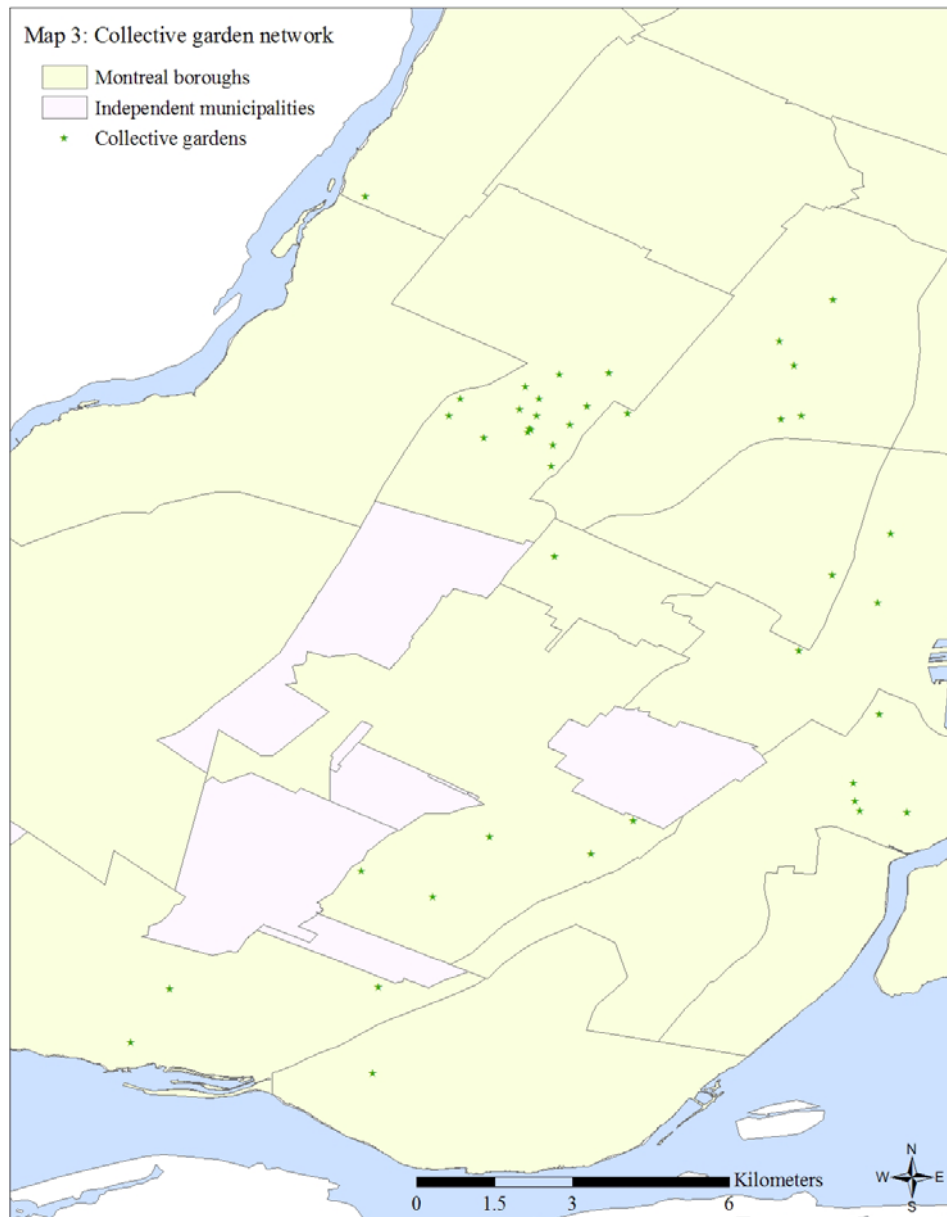 Map 3: Collective garden network
Montreal boroughs
Independent municipalities
Collective gardens
N
W E
S
Kilometers
0 1.5 3 6